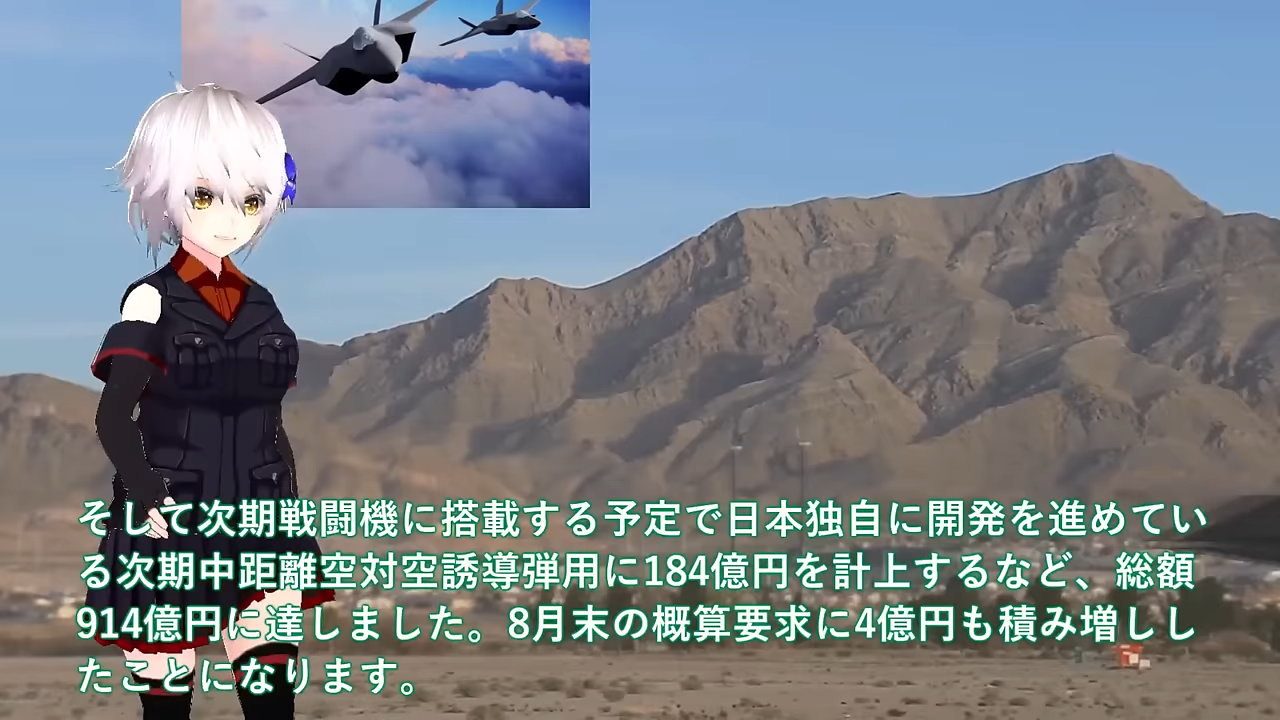 そして次期戦闘機に搭載する予定で日本独自に開発を進めてい
る次期中距離空対空誘導弾用に184億円を計上するなど、総額
914億円に達しました。8月末の概算要求に4億円も積み増しし
たことになります。